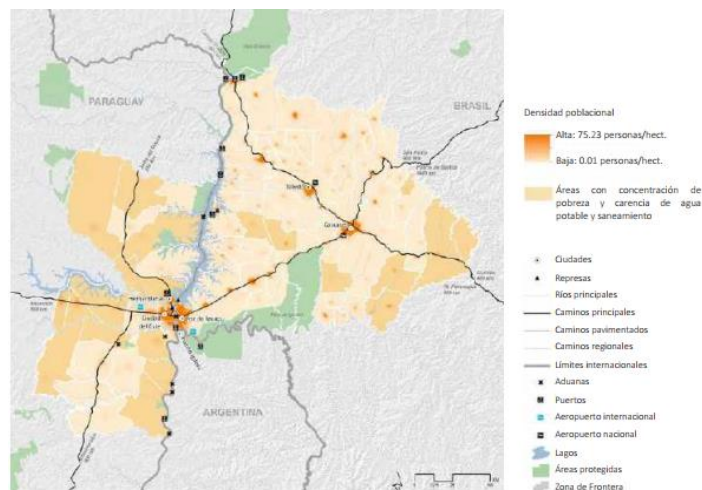 PARAGUAY
BRASIL
Cascavel
ARGENTINA
Densidad poblacional
Alta: 75.23 personas/hect.
Baja: 0.01 personas/hect.
Áreas con concentración de
pobreza y carencia de agua
potable y saneamiento
Ciudades
Represas
Ríos principales
Caminos principales
Caminos pavimentados
Caminos regionales
Límites internacionales
Aduanas
Puertos
Aeropuerto internacional
Aeropuerto nacional
Lagos
Áreas protegidas
Zona de Frontera